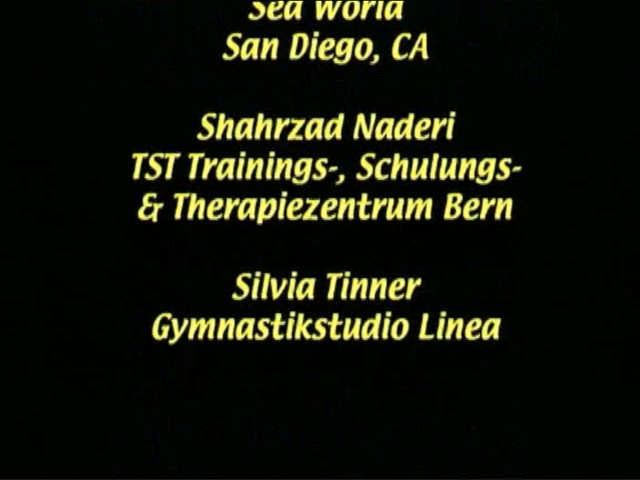 Sea World
San Diego, CA
Shahrzad Naderi
TST Trainings-, Schulungs-
& Therapiezentrum Bern
Silvia Tinner
Gymnastikstudio Linea